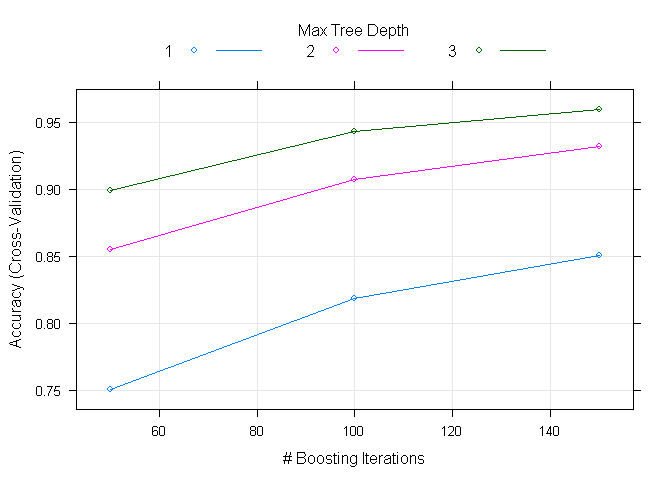 Max Tree Depth
1 2 3
Accuracy (Cross-Validation)
0.95
0.90
0.85
0.80
0.75
60 80 100 120 140
# Boosting Iterations